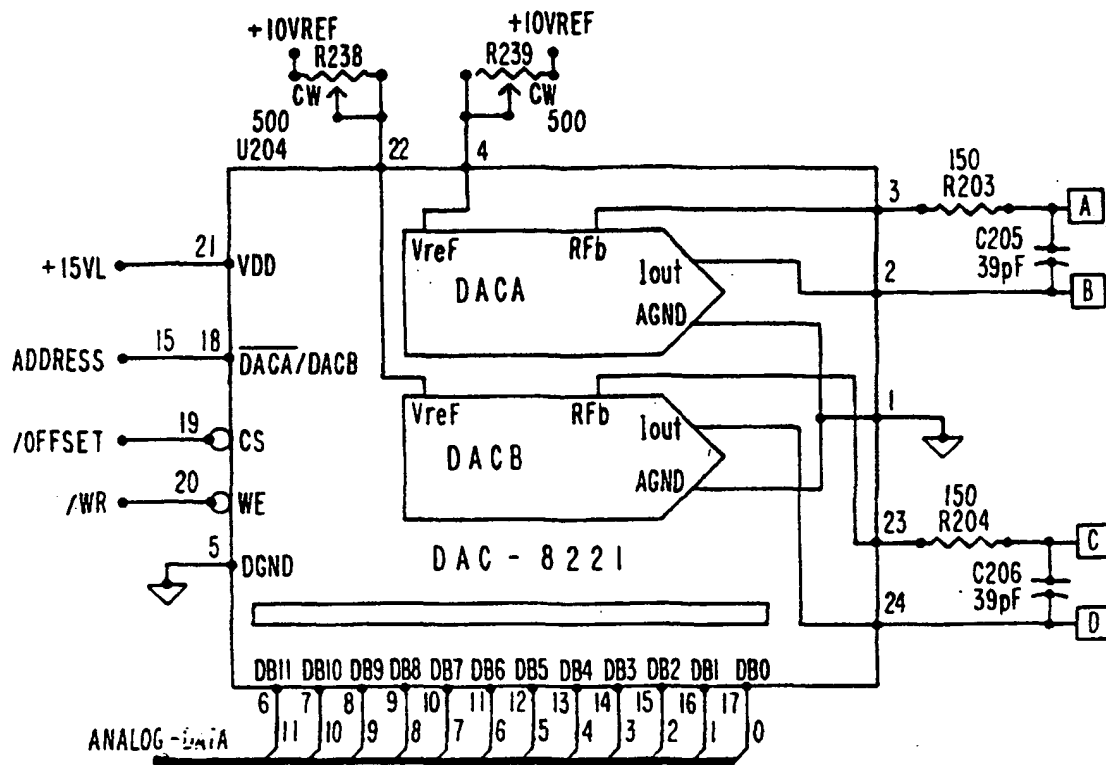 +10VREF +10VREF
R238 R239
CW CW
500 500
U204 22 4
150
3 R203
A
VreF RFb
21 C205
+15VL VDD DACA Iout 2 39pF
B
AGND
15 18
ADDRESS DACA/DACB
1
VreF RFb
19 Iout
/OFFSET CS
DACB
20 AGND
/WR WE
150
23 R204
5 C
DGND DAC-8221
C206
24 39pF
D
DB11 DB10 DB9 DB8 DB7 DB6 DB5 DB4 DB3 DB2 DB1 DB0
6 7 8 9 10 11 12 13 14 15 16 17
ANALOG-DATA 11 10 9 8 7 6 5 4 3 2 1 0